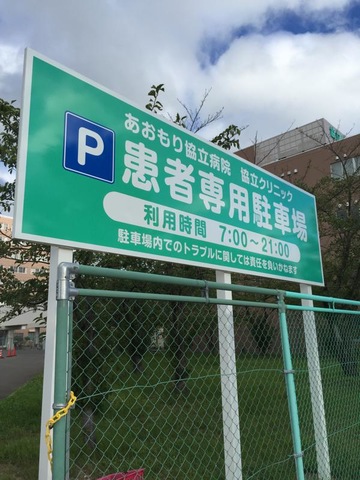 あおもり協立病院 協立クリニック
P
患者専用駐車場
利用時間 7:00〜21:00
駐車場内でのトラブルに関しては責任を負いかねます